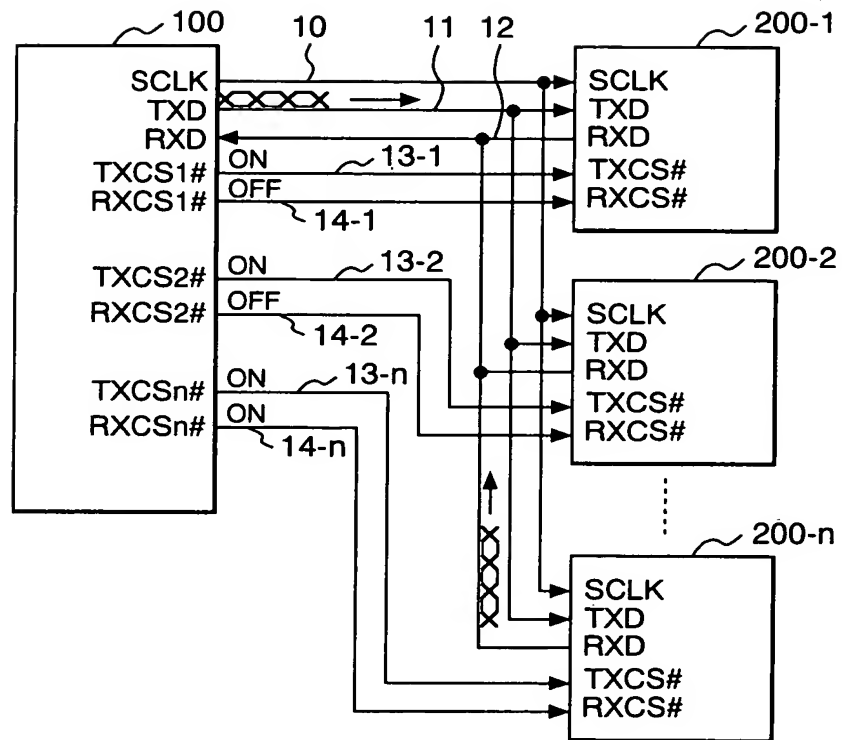 100
10
11
12
200-1
SCLK
TXD
RXD
TXCS1# ON 13-1
RXCS1# OFF 14-1
TXCS2# ON 13-2
RXCS2# OFF 14-2
TXCSn# ON 13-n
RXCSn# ON 14-n
SCLK
TXD
RXD
TXCS#
RXCS#
200-2
SCLK
TXD
RXD
TXCS#
RXCS#
200-n
SCLK
TXD
RXD
TXCS#
RXCS#